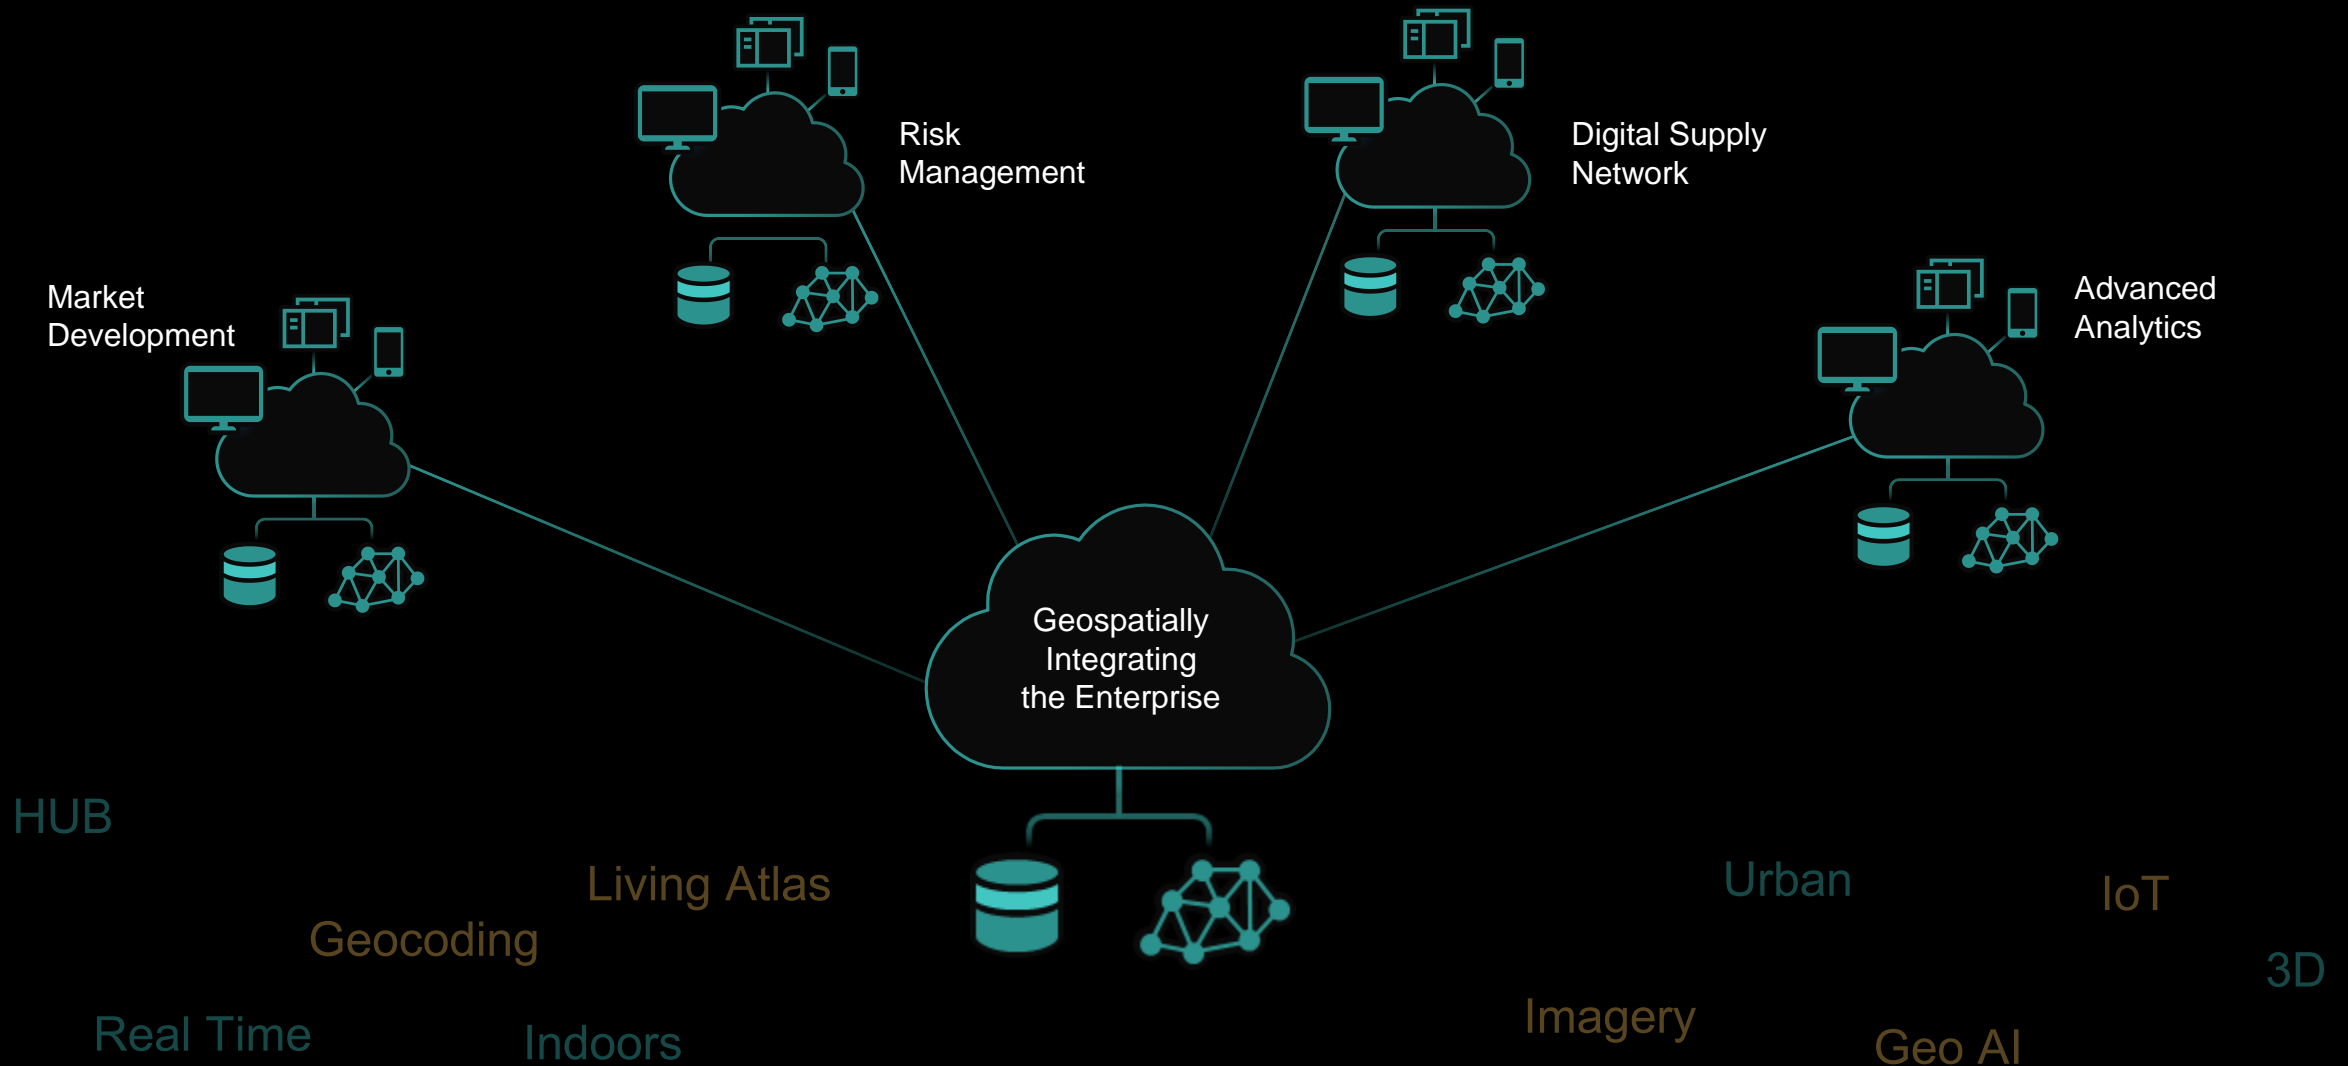 Risk
Management
Digital Supply
Network
Market
Development
Advanced
Analytics
Geospatially
Integrating
the Enterprise
HUB
Living Atlas
Urban
IoT
Geocoding
3D
Real Time
Indoors
Imagery
Geo AI